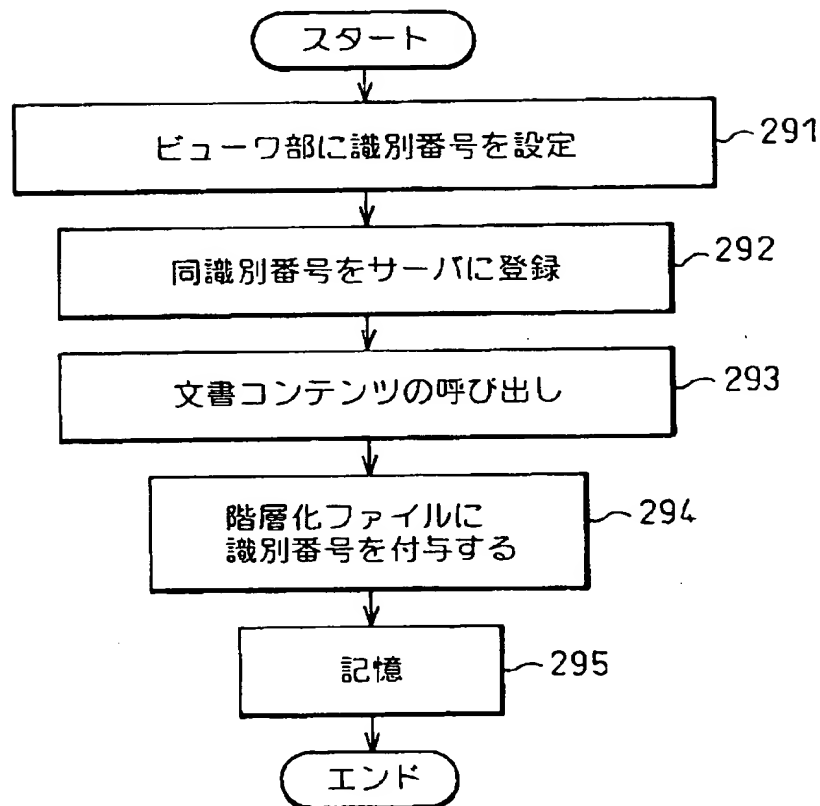 スタート
ビューワ部に識別番号を設定
291
同識別番号をサーバに登録
292
文書コンテンツの呼び出し
293
階層化ファイルに
識別番号を付与する
294
記憶
295
エンド